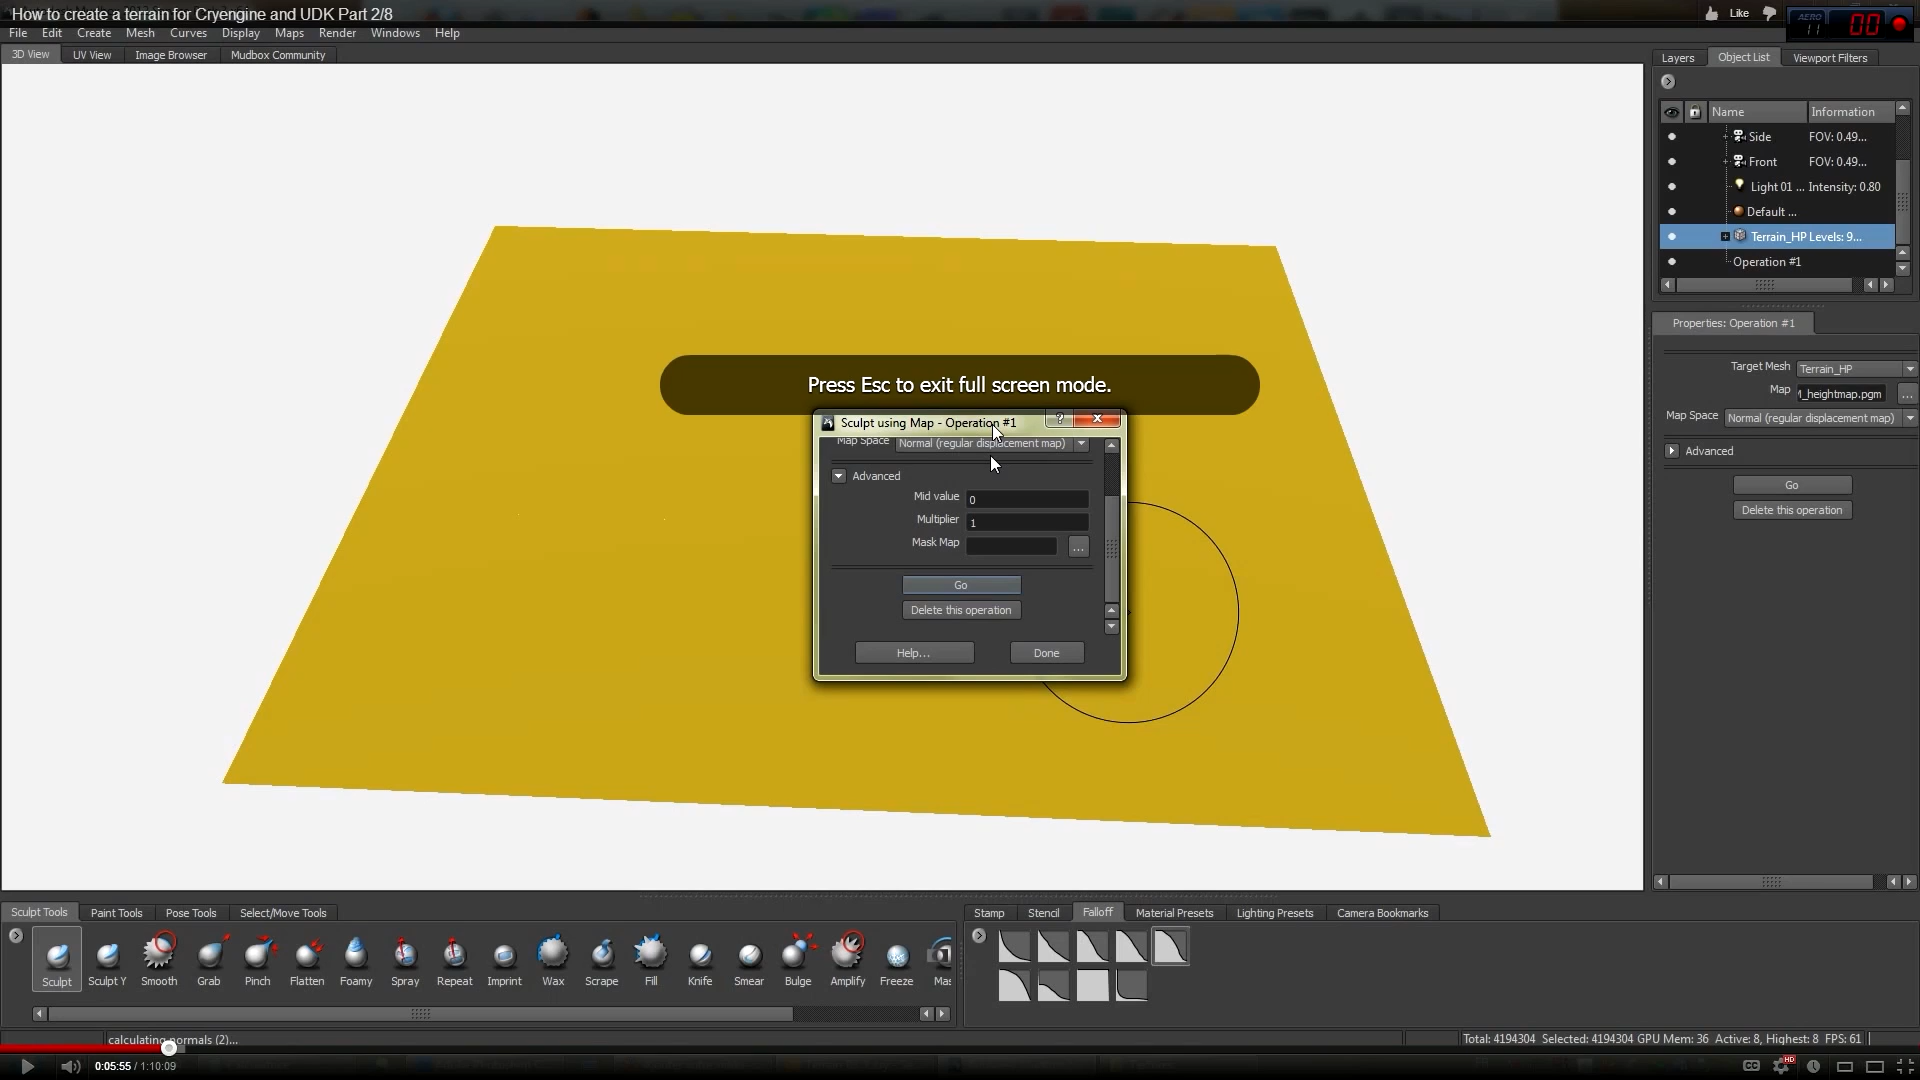 How to create a terrain for Cryengine and UDK Part 2/8
Like
AERO
11
00
File Edit Create Mesh Curves Display Maps Render Windows Help
3D View UV View Image Browser Mudbox Community
Layers Object List Viewport Filters
Name Information
Side FOV: 0.49...
Front FOV: 0.49...
Light 01 ... Intensity: 0.80
Default ...
Terrain_HP Levels: 9...
Operation #1
Properties: Operation #1
Target Mesh Terrain_HP
Map _heightmap.pgm ...
Map Space Normal (regular displacement map)
Advanced
Go
Delete this operation
Press Esc to exit full screen mode.
Sculpt using Map - Operation #1
Map Space Normal (regular displacement map)
Advanced
Mid value 0
Multiplier 1
Mask Map ...
Go
Delete this operation
Help... Done
Sculpt Tools Paint Tools Pose Tools Select/Move Tools
Sculpt Sculpt Y Smooth Grab Pinch Flatten Foamy Spray Repeat Imprint Wax Scrape Fill Knife Smear Bulge Amplify Freeze Mas
Stamp Stencil Falloff Material Presets Lighting Presets Camera Bookmarks
calculating normals (2)...
Total: 4194304 Selected: 4194304 GPU Mem: 36 Active: 8, Highest: 8 FPS: 61
0:05:55 / 1:10:09
CC
HD